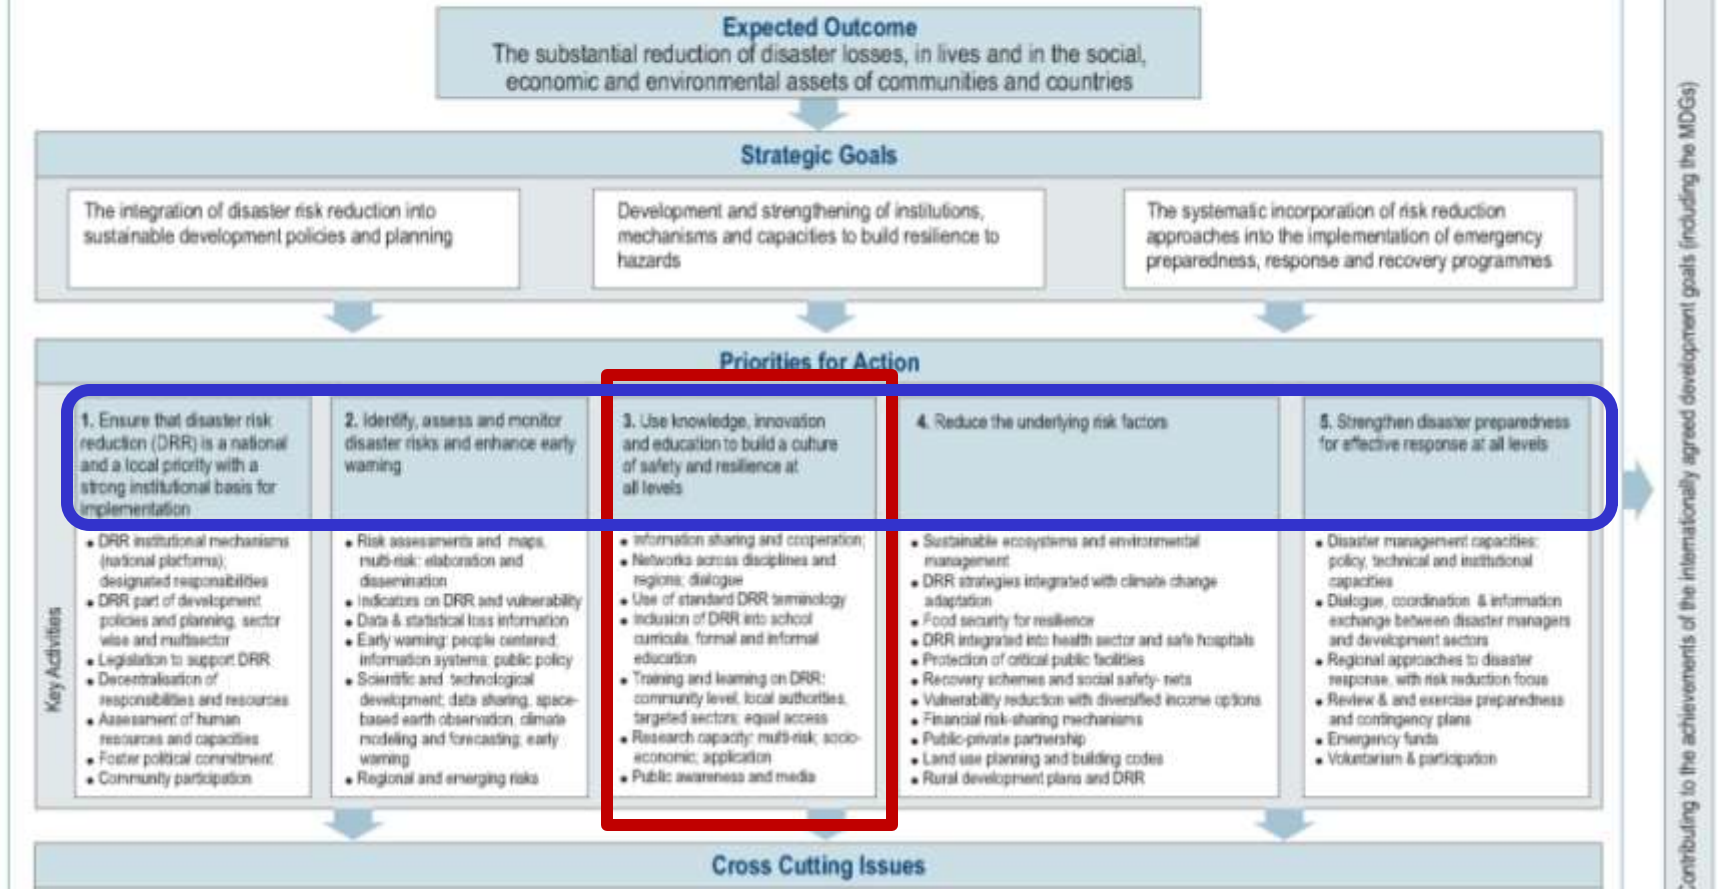 Expected Outcome
The substantial reduction of disaster losses, in lives and in the social,
economic and environmental assets of communities and countries
Strategic Goals
The integration of disaster risk reduction into
sustainable development policies and planning
Development and strengthening of institutions,
mechanisms and capacities to build resilience to
hazards
The systematic incorporation of risk reduction
approaches into the implementation of emergency
preparedness, response and recovery programmes
Priorities for Action
Key Activities
1. Ensure that disaster risk
reduction (DRR) is a national
and a local priority with a
strong institutional basis for
implementation
• DRR institutional mechanisms
(national platforms);
designated responsibilities
• DRR part of development
policies and planning, sector
wise and multisector
• Legislation to support DRR
• Decentralisation of
responsibilities and resources
• Assessment of human
resources and capacities
• Foster political commitment
• Community participation
2. Identify, assess and monitor
disaster risks and enhance early
warning
• Risk assessments and maps,
multi-risk: elaboration and
dissemination
• Indicators on DRR and vulnerability
• Data & statistical loss information
• Early warning: people centered;
information systems; public policy
• Scientific and technological
development; data sharing, space-
based earth observation, climate
modeling and forecasting; early
warning
• Regional and emerging risks
3. Use knowledge, innovation
and education to build a culture
of safety and resilience at
all levels
• Information sharing and cooperation;
• Networks across disciplines and
regions; dialogue
• Use of standard DRR terminology
• Inclusion of DRR into school
curricula, formal and informal
education
• Training and learning on DRR:
community level, local authorities,
targeted sectors; equal access
• Research capacity: multi-risk; socio-
economic; application
• Public awareness and media
4. Reduce the underlying risk factors
• Sustainable ecosystems and environmental
management
• DRR strategies integrated with climate change
adaptation
• Food security for resilience
• DRR integrated into health sector and safe hospitals
• Protection of critical public facilities
• Recovery schemes and social safety- nets
• Vulnerability reduction with diversified income options
• Financial risk-sharing mechanisms
• Public-private partnership
• Land use planning and building codes
• Rural development plans and DRR
5. Strengthen disaster preparedness
for effective response at all levels
• Disaster management capacities:
policy, technical and institutional
capacities
• Dialogue, coordination & information
exchange between disaster managers
and development sectors
• Regional approaches to disaster
response, with risk reduction focus
• Review & and exercise preparedness
and contingency plans
• Emergency funds
• Voluntarism & participation
Cross Cutting Issues
Contributing to the achievements of the internationally agreed development goals (including the MDGs)